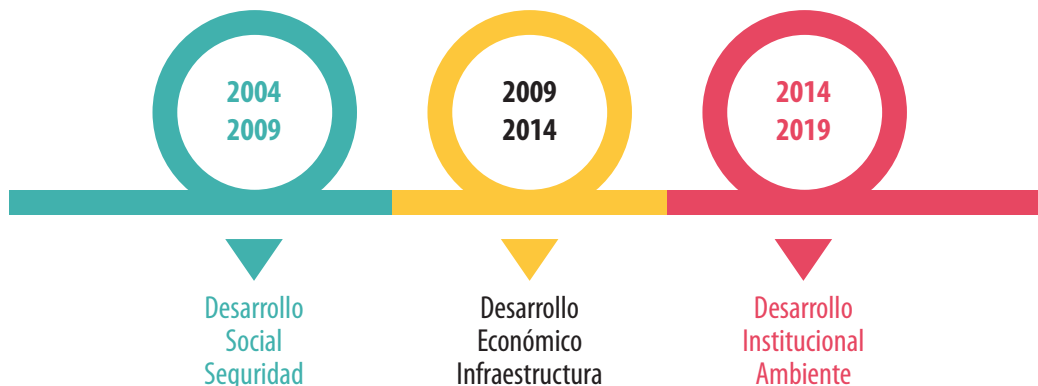 2004
2009
2009
2014
2014
2019
Desarrollo
Social
Seguridad
Desarrollo
Económico
Infraestructura
Desarrollo
Institucional
Ambiente